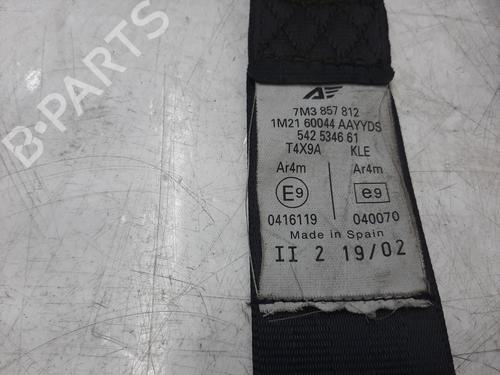 7M3 857 812
1M21 60044 AAYYDS
542 5346 61
T4X9A KLE
Ar4m Ar4m
E9 e9
0416119 040070
Made in Spain
II 2 19/02